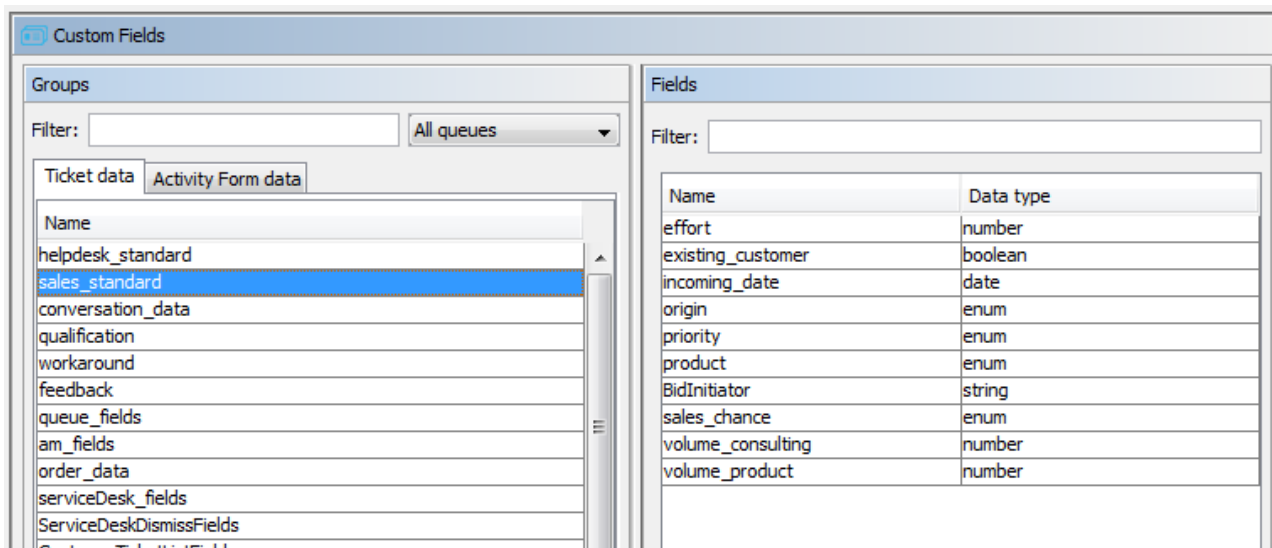 Custom Fields
Groups
Filter:
All queues
Ticket data
Activity Form data
Name
helpdesk_standard
sales_standard
conversation_data
qualification
workaround
feedback
queue_fields
am_fields
order_data
serviceDesk_fields
ServiceDeskDismissFields
Fields
Filter:
Name Data type
effort number
existing_customer boolean
incoming_date date
origin enum
priority enum
product enum
BidInitiator string
sales_chance enum
volume_consulting number
volume_product number